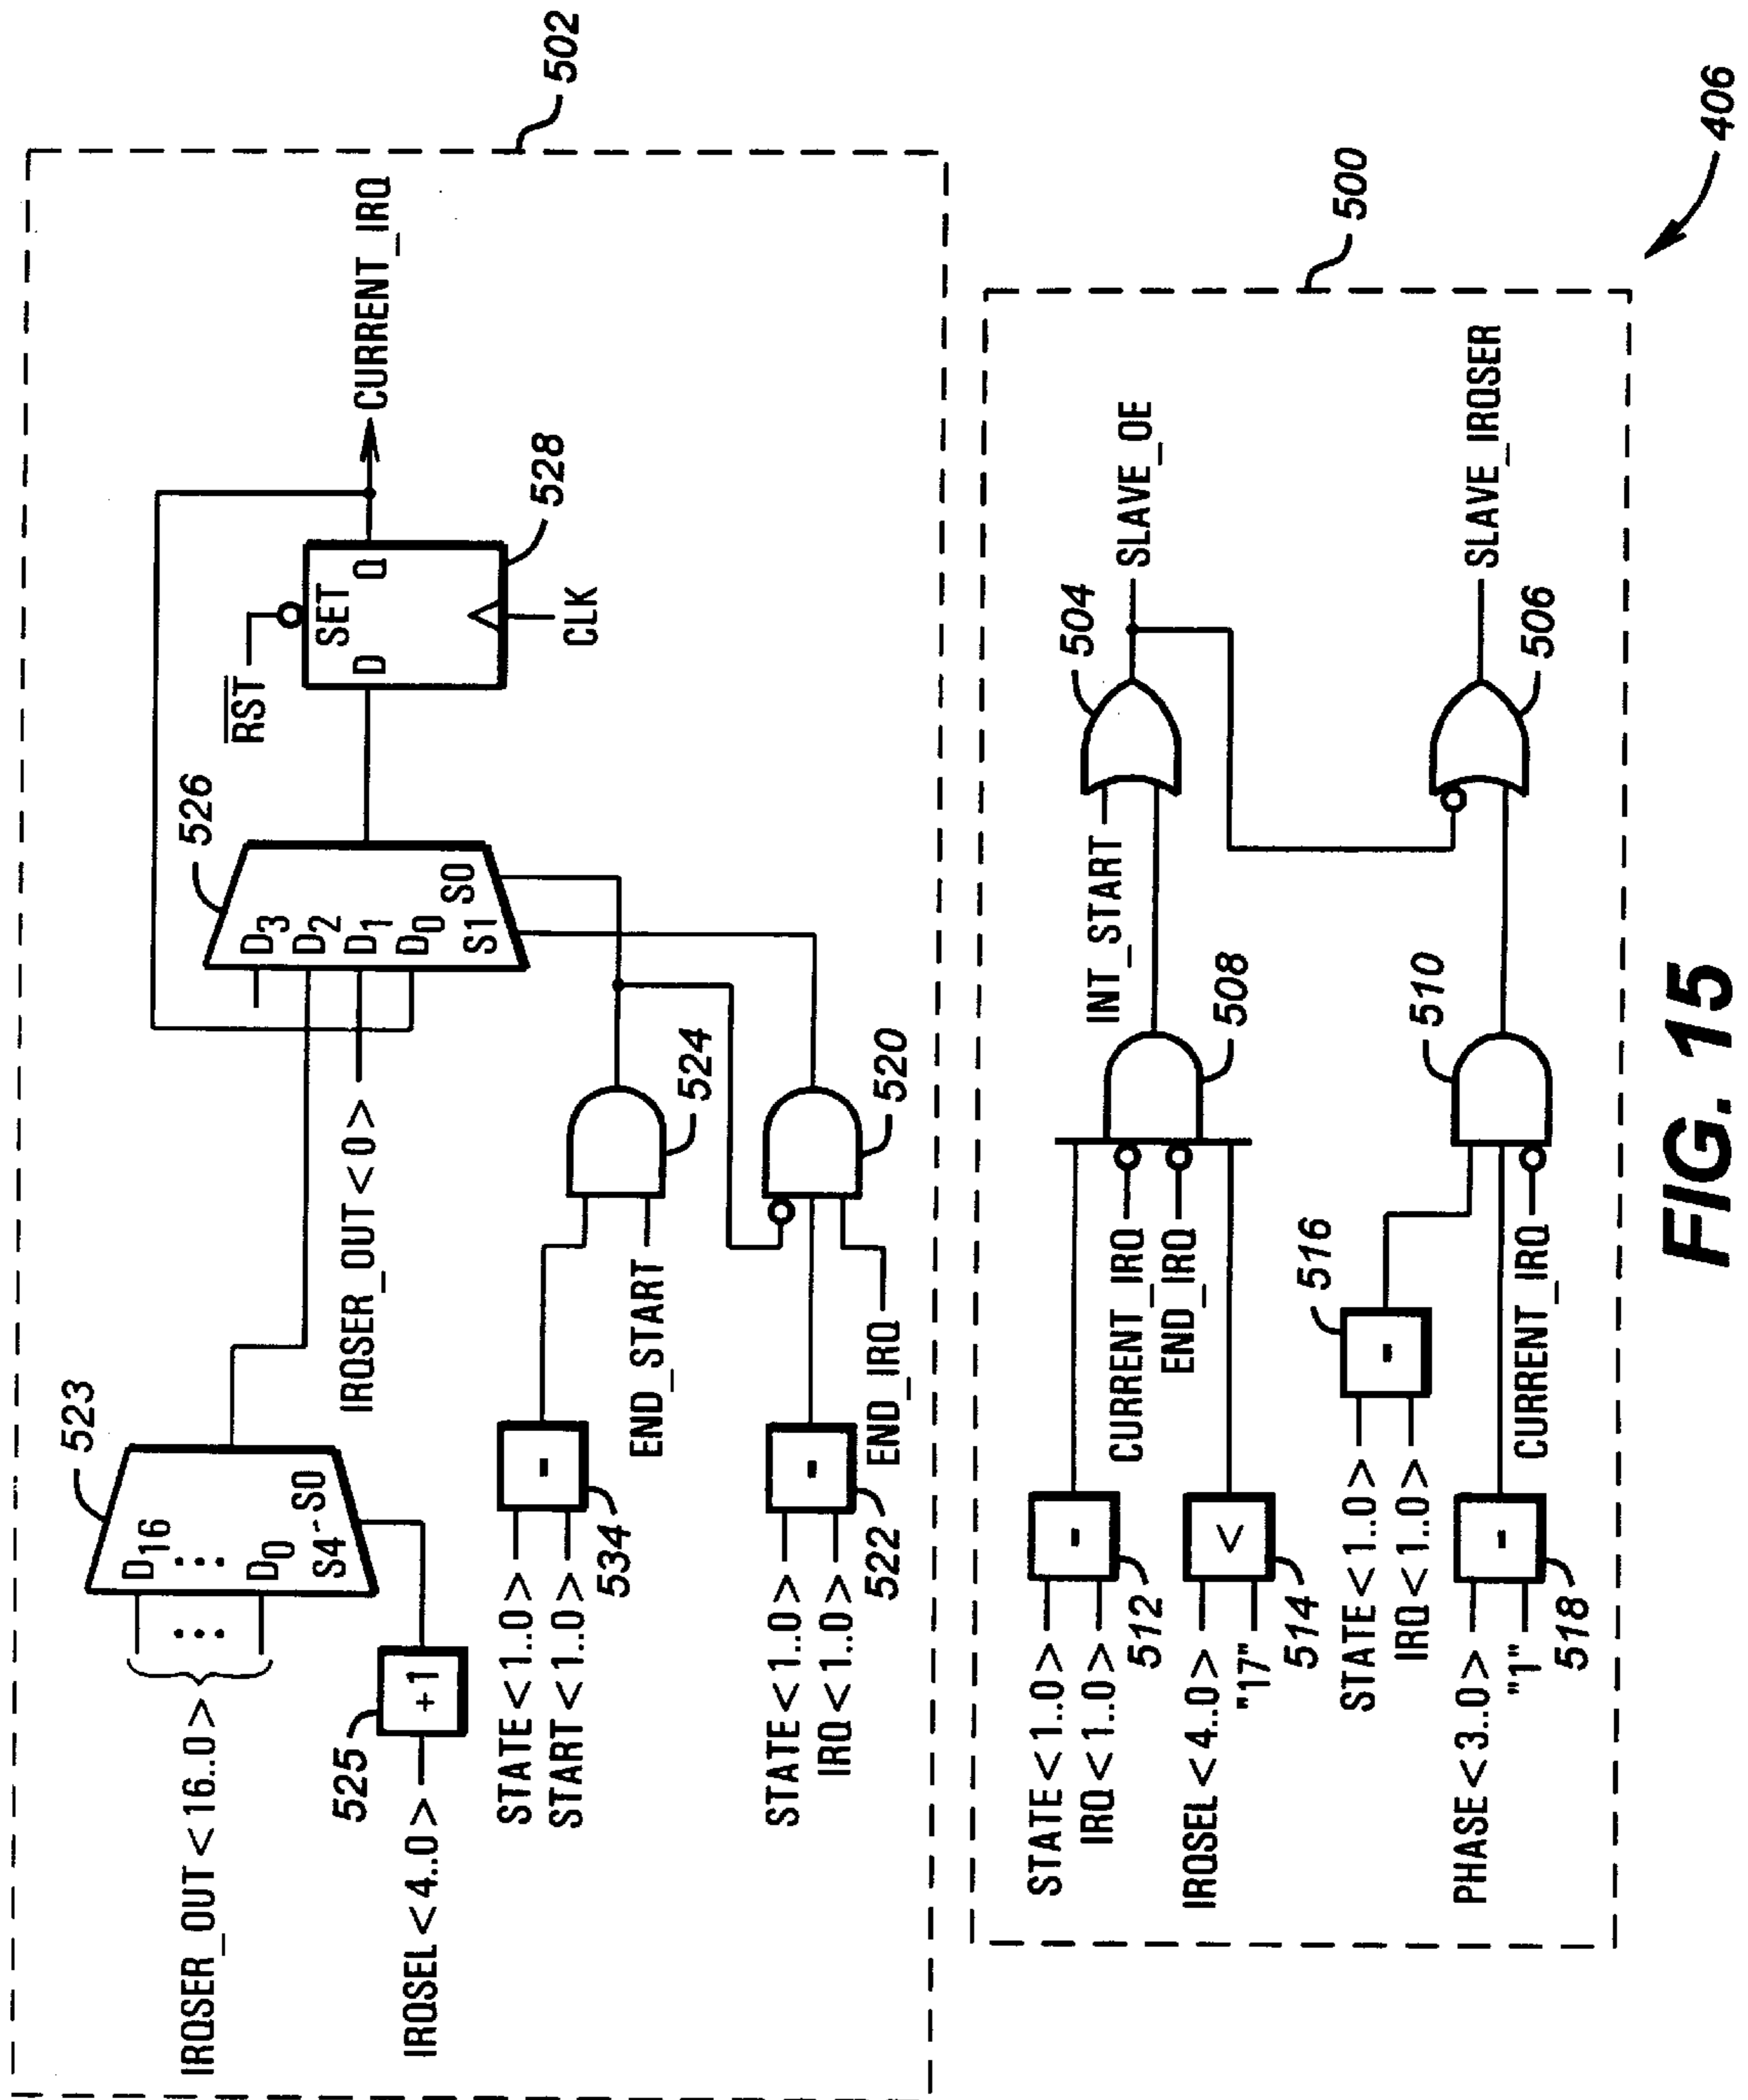 502
IRQSER_OUT<16..0>
D16
D0
S4-S0
523
IRQSEL<4..0>
+1
525
IRQSER_OUT<0>
526
D3
D2
D1
D0
S1
S0
RST
SET
D
Q
CLK
528
CURRENT_IRQ
STATE<1..0>
START<1..0>
=
534
END_START
524
STATE<1..0>
IRQ<1..0>
=
522
END_IRQ
520
500
STATE<1..0>
IRQ<1..0>
=
512
CURRENT_IRQ
END_IRQ
IRQSEL<4..0>
"17"
<
514
508
INT_START
504
SLAVE_OE
STATE<1..0>
IRQ<1..0>
=
516
PHASE<3..0>
"1"
=
518
CURRENT_IRQ
510
506
SLAVE_IRQSER
406
FIG. 15